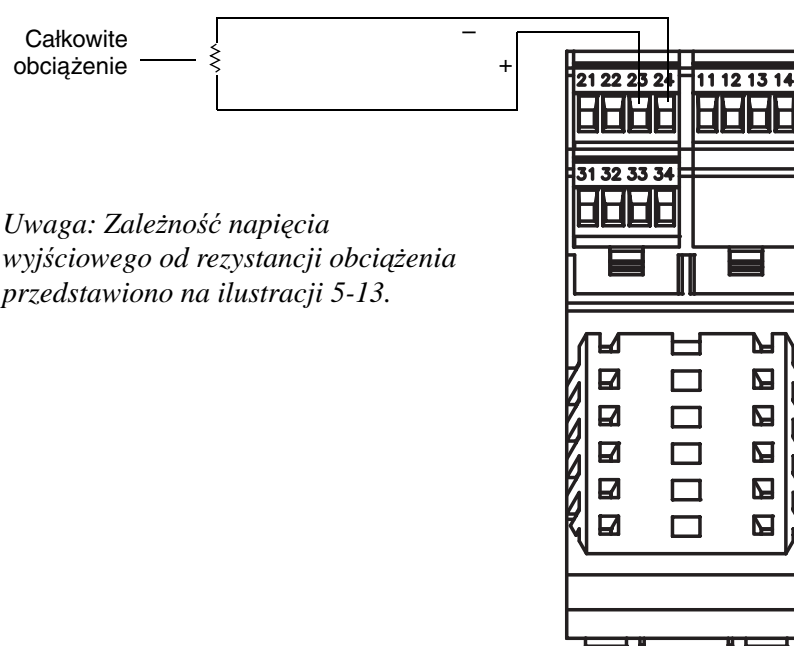 Całkowite
obciążenie
–
+
21 22 23 24 11 12 13 14
31 32 33 34
Uwaga: Zależność napięcia
wyjściowego od rezystancji obciążenia
przedstawiono na ilustracji 5-13.